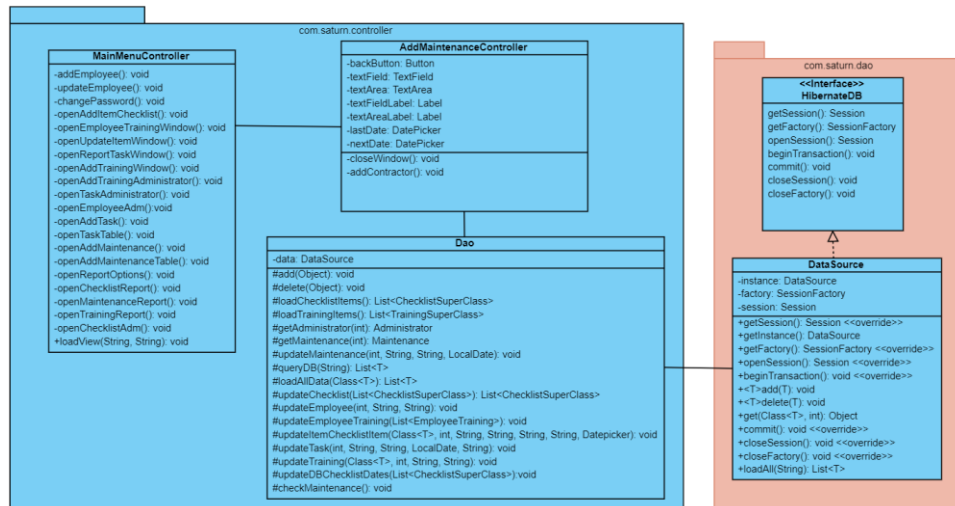 com.saturn.controller
MainMenuController
-addEmployee(): void
-updateEmployee(): void
-changePassword(): void
-openAddItemChecklist(): void
-openEmployeeTrainingWindow(): void
-openUpdateItemWindow(): void
-openReportTaskWindow(): void
-openAddTrainingWindow(): void
-openAddTrainingAdministrator(): void
-openTaskAdministrator(): void
-openEmployeeAdm():void
-openAddTask(): void
-openTaskTable(): void
-openAddMaintenance(): void
-openAddMaintenanceTable(): void
-openReportOptions(): void
-openChecklistReport(): void
-openMaintenanceReport(): void
-openTrainingReport(): void
-openChecklistAdm(): void
+loadView(String, String): void
AddMaintenanceController
-backButton: Button
-textField: TextField
-textArea: TextArea
-textFieldLabel: Label
-textAreaLabel: Label
-lastDate: DatePicker
-nextDate: DatePicker
-closeWindow(): void
-addContractor(): void
Dao
-data: DataSource
#add(Object): void
#delete(Object): void
#loadChecklistItems(): List<ChecklistSuperClass>
#loadTrainingItems(): List<TrainingSuperClass>
#getAdministrator(int): Administrator
#getMaintenance(int): Maintenance
#updateMaintenance(int, String, String, LocalDate): void
#queryDB(String): List<T>
#loadAllData(Class<T>): List<T>
#updateChecklist(List<ChecklistSuperClass>): List<ChecklistSuperClass>
#updateEmployee(int, String, String): void
#updateEmployeeTraining(List<EmployeeTraining>): void
#updateItemChecklistItem(Class<T>, int, String, String, String, String, Datepicker): void
#updateTask(int, String, String, LocalDate, String): void
#updateTraining(Class<T>, int, String, String): void
#updateDBChecklistDates(List<ChecklistSuperClass>):void
#checkMaintenance(): void
com.saturn.dao
<<Interface>>
HibernateDB
getSession(): Session
getFactory(): SessionFactory
openSession(): Session
beginTransaction(): void
commit(): void
closeSession(): void
closeFactory(): void
DataSource
-instance: DataSource
-factory: SessionFactory
-session: Session
+getSession(): Session <<override>>
+getInstance(): DataSource
+getFactory(): SessionFactory <<override>>
+openSession(): Session <<override>>
+beginTransaction(): void <<override>>
+<T>add(T): void
+<T>delete(T): void
+get(Class<T>, int): Object
+commit(): void <<override>>
+closeSession(): void <<override>>
+closeFactory(): void <<override>>
+loadAll(String): List<T>